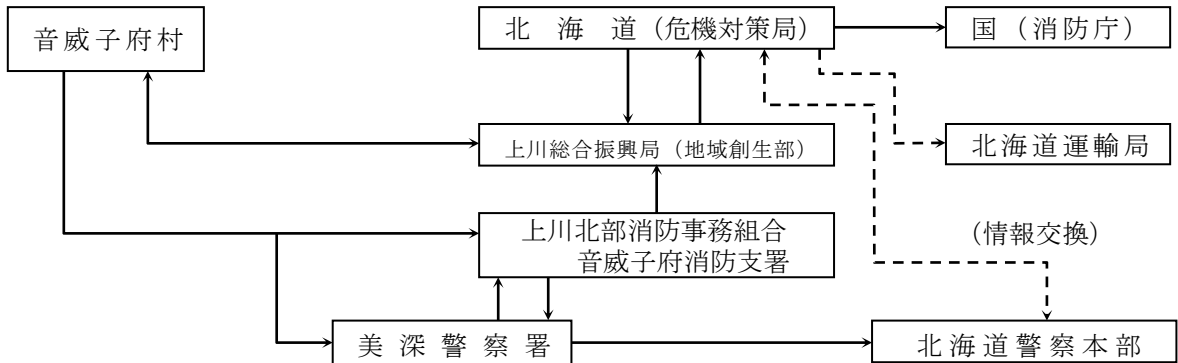 音威子府村
北海道(危機対策局)
国(消防庁)
上川総合振興局(地域創生部)
北海道運輸局
上川北部消防事務組合
音威子府消防支署
(情報交換)
美深警察署
北海道警察本部